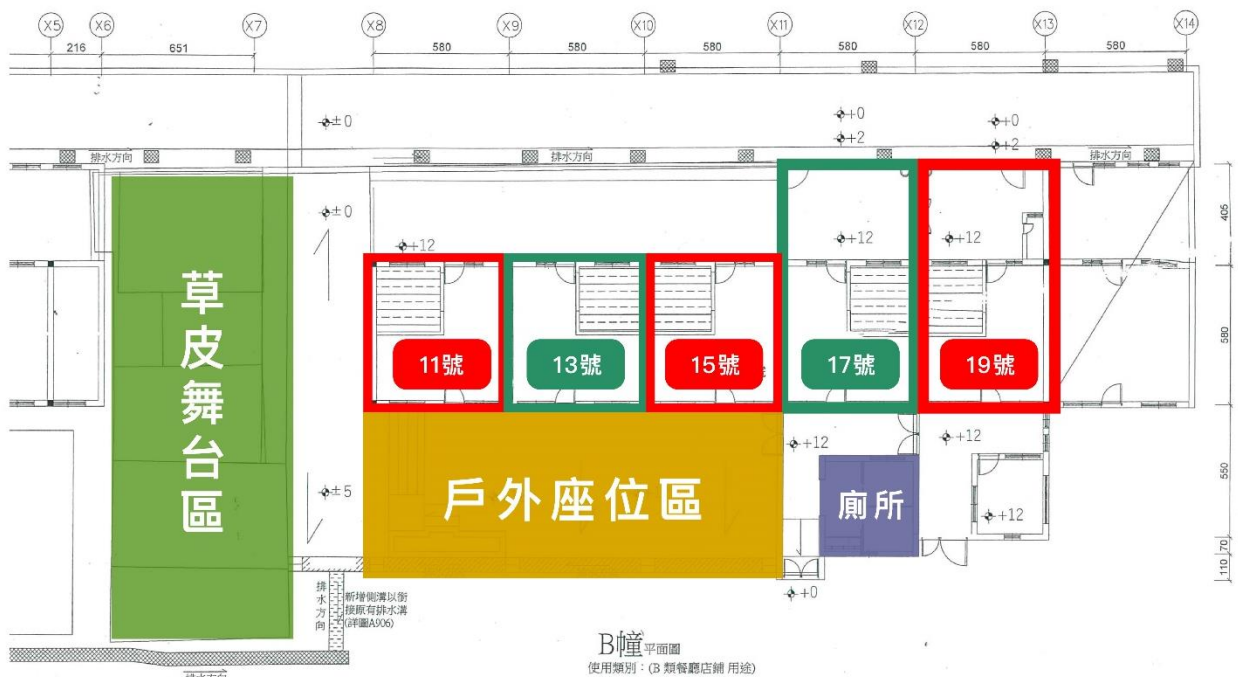 X5 X6 X7 X8 X9 X10 X11 X12 X13 X14
216 651 580 580 580 580 580 580
±0 +0 +0
+2 +2
排水方向 排水方向 排水方向
±0
+12 +12 +12
405
草皮舞台區
11號 13號 15號 17號 19號
580
戶外座位區
+12 +12
廁所
±5
+12
550
70
110
排水方向
新增側溝以銜
接原有排水溝
(詳圖A906)
+0
B幢平面圖
使用類別：(B 類餐廳店鋪 用途)
排水方向